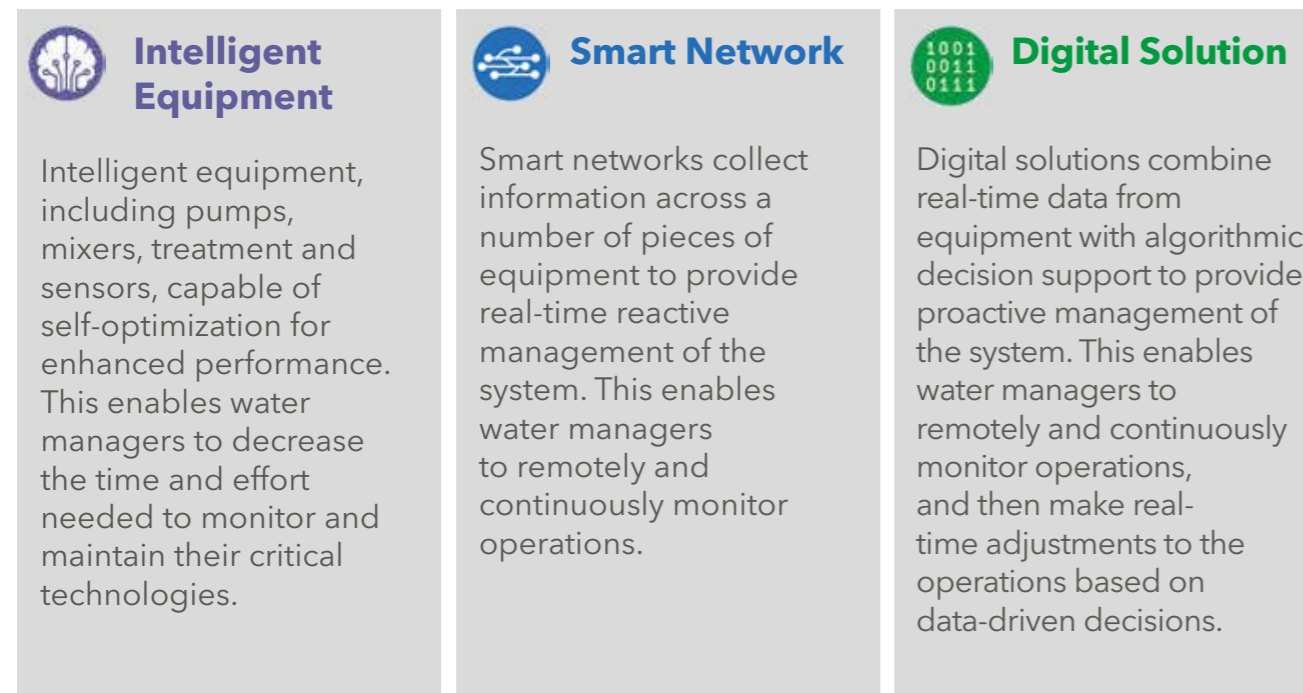 Intelligent
Equipment
Intelligent equipment,
including pumps,
mixers, treatment and
sensors, capable of
self-optimization for
enhanced performance.
This enables water
managers to decrease
the time and effort
needed to monitor and
maintain their critical
technologies.
Smart Network
Smart networks collect
information across a
number of pieces of
equipment to provide
real-time reactive
management of the
system. This enables
water managers
to remotely and
continuously monitor
operations.
1001
0011
0111
Digital Solution
Digital solutions combine
real-time data from
equipment with algorithmic
decision support to provide
proactive management of
the system. This enables
water managers to
remotely and continuously
monitor operations,
and then make real-
time adjustments to the
operations based on
data-driven decisions.